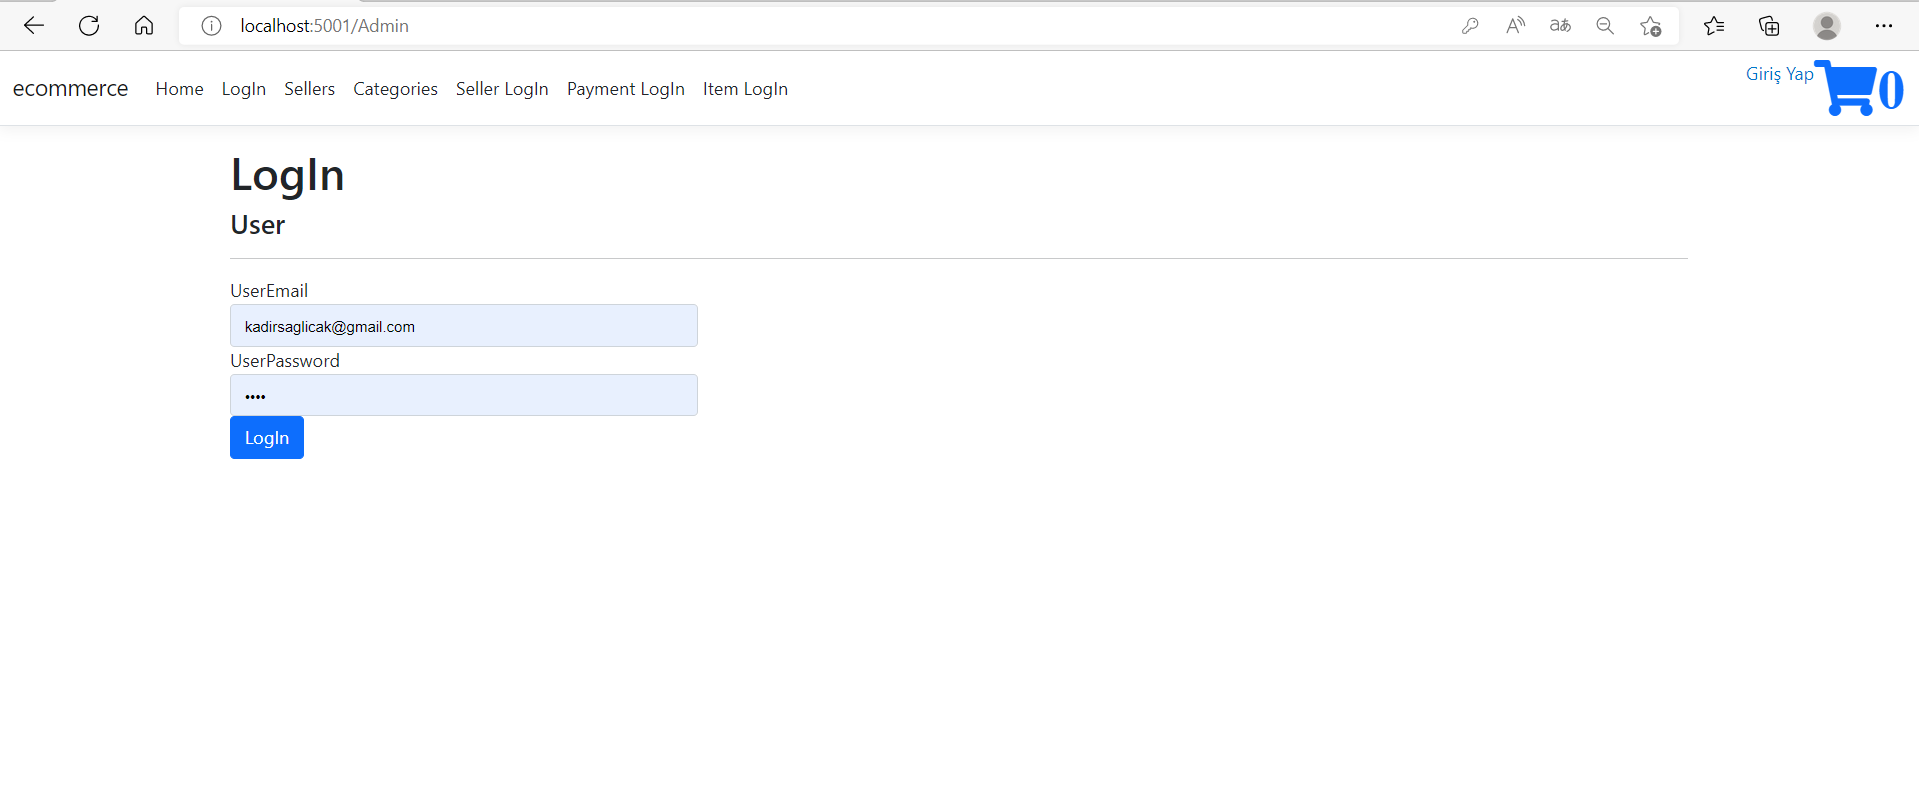 localhost:5001/Admin
ecommerce Home LogIn Sellers Categories Seller LogIn Payment LogIn Item LogIn Giriş Yap 0
LogIn
User
UserEmail
kadirsaglicak@gmail.com
UserPassword
••••
LogIn